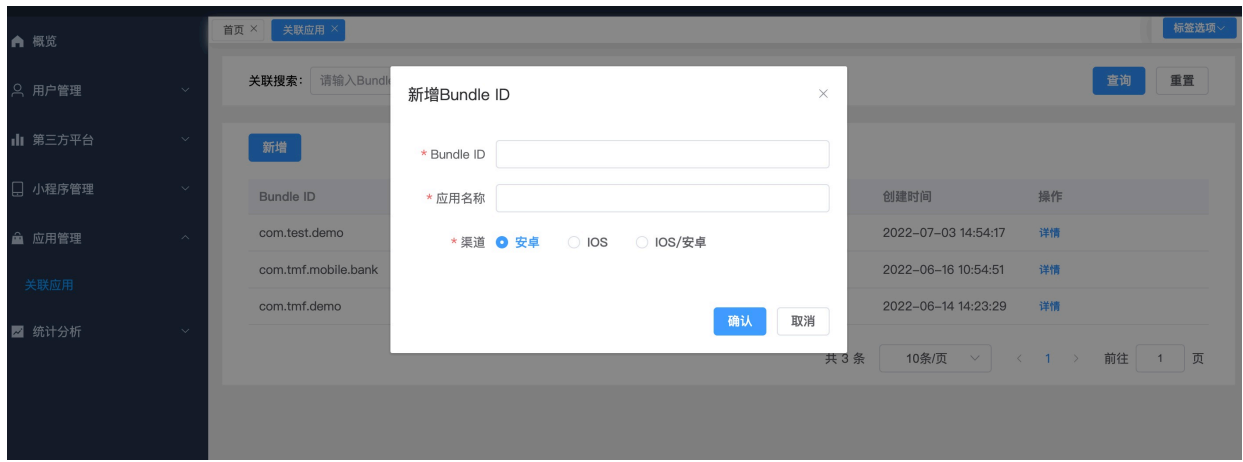 首页 ×
关联应用 ×
标签选项
概览
用户管理
第三方平台
小程序管理
应用管理
关联应用
统计分析
关联搜索：
请输入Bundle
查询
重置
新增
Bundle ID
创建时间
操作
com.test.demo
2022-07-03 14:54:17
详情
com.tmf.mobile.bank
2022-06-16 10:54:51
详情
com.tmf.demo
2022-06-14 14:23:29
详情
共 3 条
10条/页
1
前往
1
页
新增Bundle ID
* Bundle ID
* 应用名称
* 渠道
安卓
IOS
IOS/安卓
确认
取消